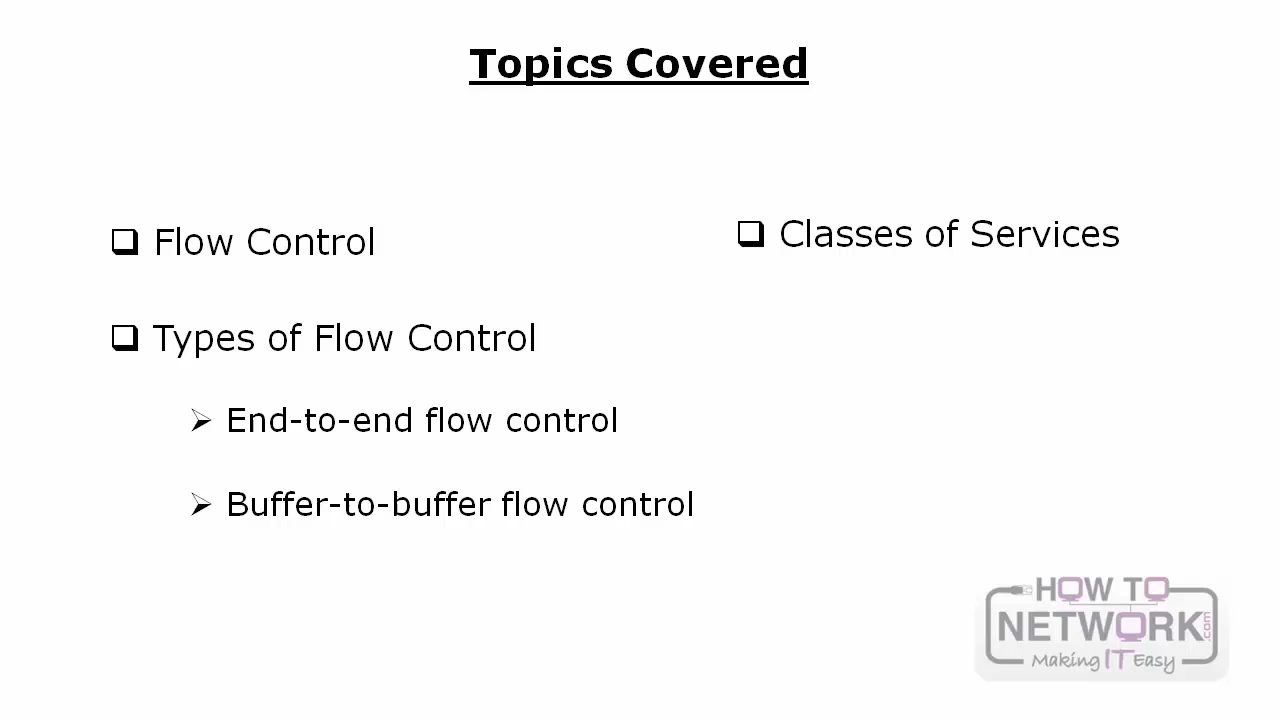 Topics Covered
Flow Control
Types of Flow Control
End-to-end flow control
Buffer-to-buffer flow control
Classes of Services
HOW TO
NETWORK.com
Making IT Easy